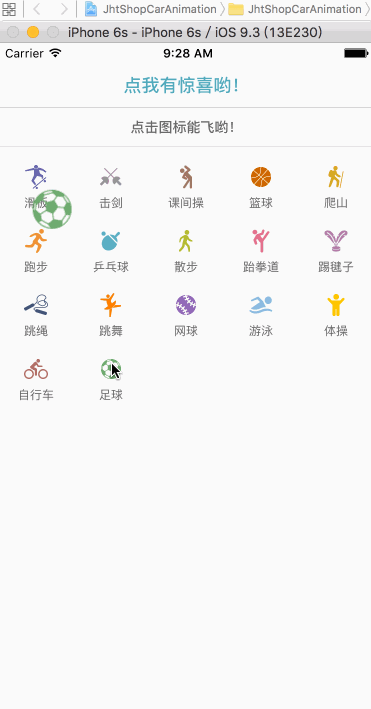 JhtShopCarAnimation JhtShopCarAnimation
iPhone 6s - iPhone 6s / iOS 9.3 (13E230)
Carrier 9:28 AM
点我有惊喜哟!
点击图标能飞哟!
滑板 击剑 课间操 篮球 爬山
跑步 乒乓球 散步 跆拳道 踢毽子
跳绳 跳舞 网球 游泳 体操
自行车 足球